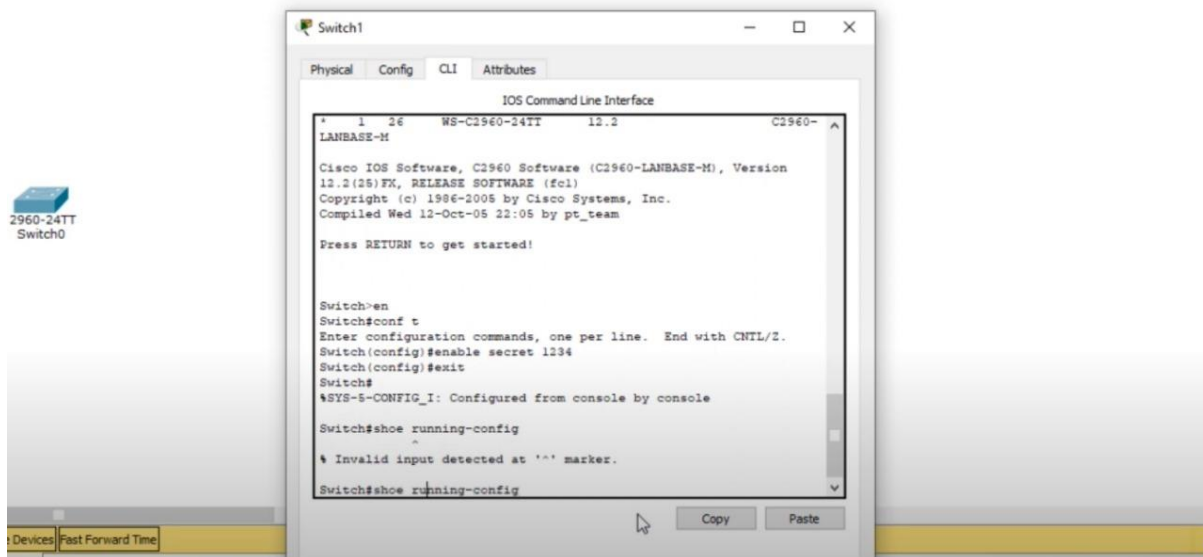 Switch1
Physical Config CLI Attributes
IOS Command Line Interface
* 1 26 WS-C2960-24TT 12.2 C2960-
LANBASE-M
Cisco IOS Software, C2960 Software (C2960-LANBASE-M), Version
12.2(25)FX, RELEASE SOFTWARE (fc1)
Copyright (c) 1986-2005 by Cisco Systems, Inc.
Compiled Wed 12-Oct-05 22:05 by pt_team
Press RETURN to get started!
Switch>en
Switch#conf t
Enter configuration commands, one per line. End with CNTL/Z.
Switch(config)#enable secret 1234
Switch(config)#exit
Switch#
%SYS-5-CONFIG_I: Configured from console by console
Switch#shoe running-config
^
% Invalid input detected at '^' marker.
Switch#shoe running-config
Copy Paste
2960-24TT
Switch0
Devices Fast Forward Time